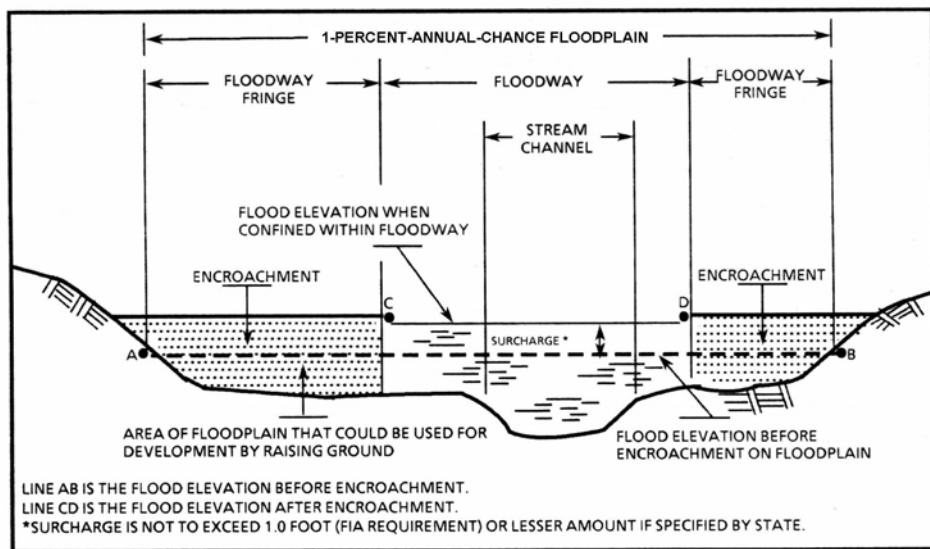 1-PERCENT-ANNUAL-CHANCE FLOODPLAIN
FLOODWAY
FRINGE
FLOODWAY
FLOODWAY
FRINGE
STREAM
CHANNEL
FLOOD ELEVATION WHEN
CONFINED WITHIN FLOODWAY
ENCROACHMENT
ENCROACHMENT
C
D
SURCHARGE *
A
B
AREA OF FLOODPLAIN THAT COULD BE USED FOR
DEVELOPMENT BY RAISING GROUND
FLOOD ELEVATION BEFORE
ENCROACHMENT ON FLOODPLAIN
LINE AB IS THE FLOOD ELEVATION BEFORE ENCROACHMENT.
LINE CD IS THE FLOOD ELEVATION AFTER ENCROACHMENT.
*SURCHARGE IS NOT TO EXCEED 1.0 FOOT (FIA REQUIREMENT) OR LESSER AMOUNT IF SPECIFIED BY STATE.